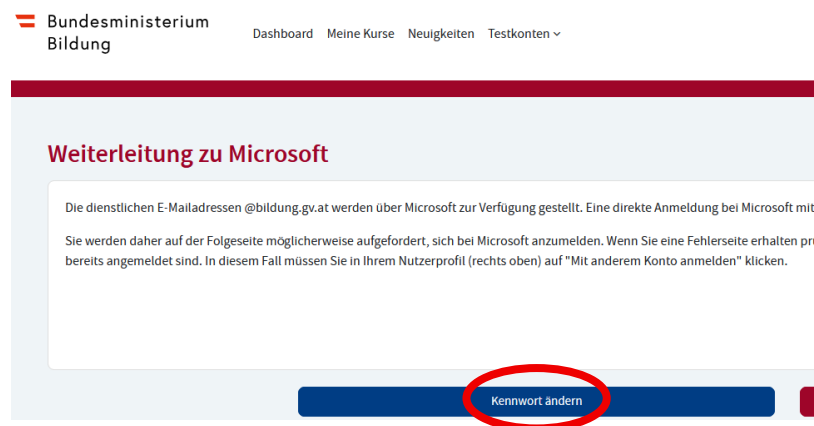 Bundesministerium
Bildung
Dashboard Meine Kurse Neuigkeiten Testkonten
Weiterleitung zu Microsoft
Die dienstlichen E-Mailadressen @bildung.gv.at werden über Microsoft zur Verfügung gestellt. Eine direkte Anmeldung bei Microsoft mit
Sie werden daher auf der Folgeseite möglicherweise aufgefordert, sich bei Microsoft anzumelden. Wenn Sie eine Fehlerseite erhalten
bereits angemeldet sind. In diesem Fall müssen Sie in Ihrem Nutzerprofil (rechts oben) auf "Mit anderem Konto anmelden" klicken.
Kennwort ändern